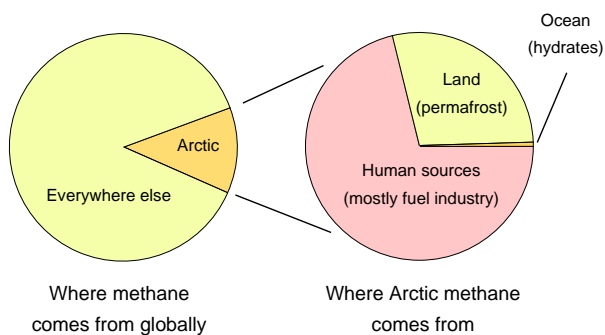 Ocean
(hydrates)
Land
(permafrost)
Arctic
Human sources
(mostly fuel industry)
Everywhere else
Where methane
comes from globally
Where Arctic methane
comes from